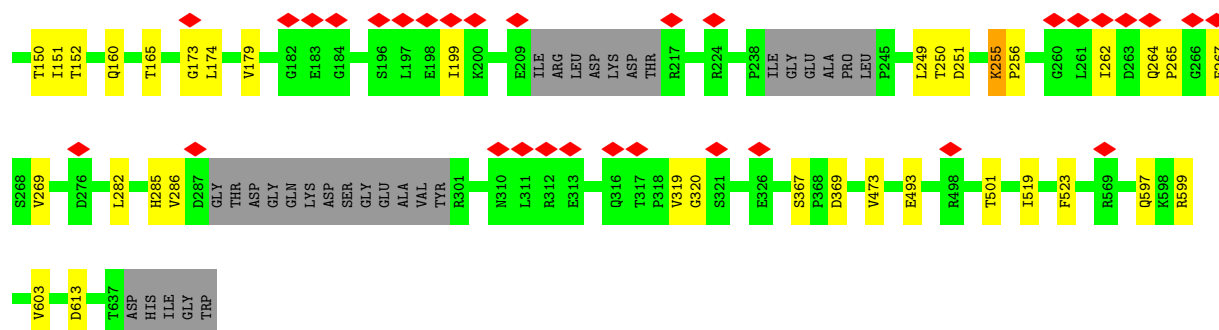 T150 I151 T152 Q160 T165 G173 L174 V179 G182 E183 G184 S196 L197 E198 I199 K200 E209 ILE ARG LEU ASP LYS ASP THR R217 R224 P238 ILE GLY GLU ALA PRO LEU P245 L249 T250 D251 K255 P256 G260 L261 I262 D263 Q264 P265 G266
S268 V269 D276 L282 H285 V286 D287 GLY THR ASP GLY GLN LYS ASP SER GLY GLU ALA VAL TYR R301 N310 L311 R312 E313 Q316 T317 P318 V319 G320 S321 E326 S367 P368 D369 V473 E493 R498 T501 I519 F523 R569 Q597 K598 R599
V603 D613 T637 ASP HIS ILE GLY TRP